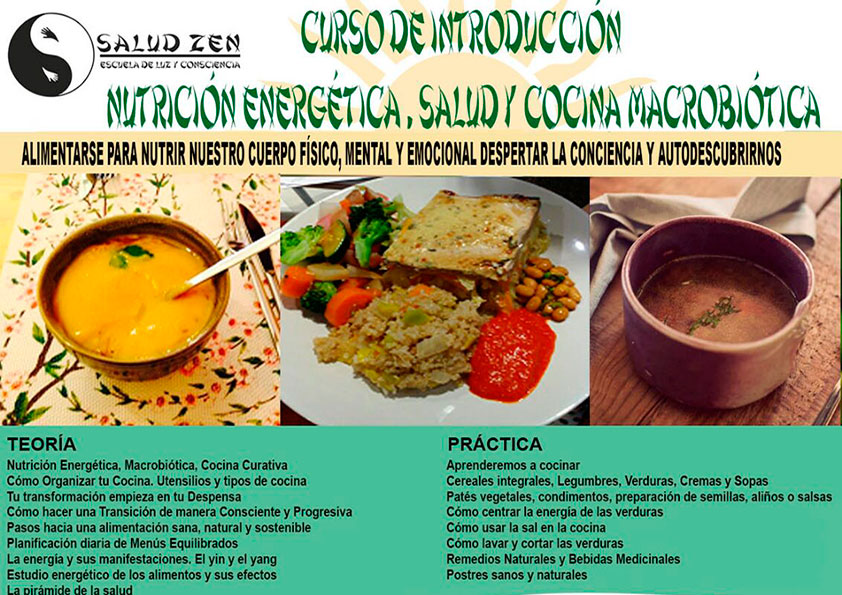 SALUD ZEN
ESCUELA DE LUZ Y CONSCIENCIA
CURSO DE INTRODUCCIÓN
NUTRICIÓN ENERGÉTICA, SALUD Y COCINA MACROBIÓTICA
ALIMENTARSE PARA NUTRIR NUESTRO CUERPO FÍSICO, MENTAL Y EMOCIONAL DESPERTAR LA CONCIENCIA Y AUTODESCUBRIRNOS
TEORÍA
Nutrición Energética, Macrobiótica, Cocina Curativa
Cómo Organizar tu Cocina. Utensilios y tipos de cocina
Tu transformación empieza en tu Despensa
Cómo hacer una Transición de manera Consciente y Progresiva
Pasos hacia una alimentación sana, natural y sostenible
Planificación diaria de Menús Equilibrados
La energía y sus manifestaciones. El yin y el yang
Estudio energético de los alimentos y sus efectos
La pirámide de la salud
PRÁCTICA
Aprenderemos a cocinar
Cereales integrales, Legumbres, Verduras, Cremas y Sopas
Patés vegetales, condimentos, preparación de semillas, aliños o salsas
Cómo centrar la energía de las verduras
Cómo usar la sal en la cocina
Cómo lavar y cortar las verduras
Remedios Naturales y Bebidas Medicinales
Postres sanos y naturales